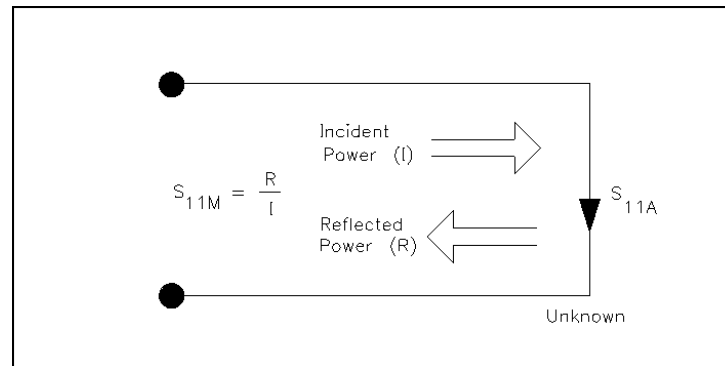 Incident
Power (I)
S11M = R
I
Reflected
Power (R)
S11A
Unknown